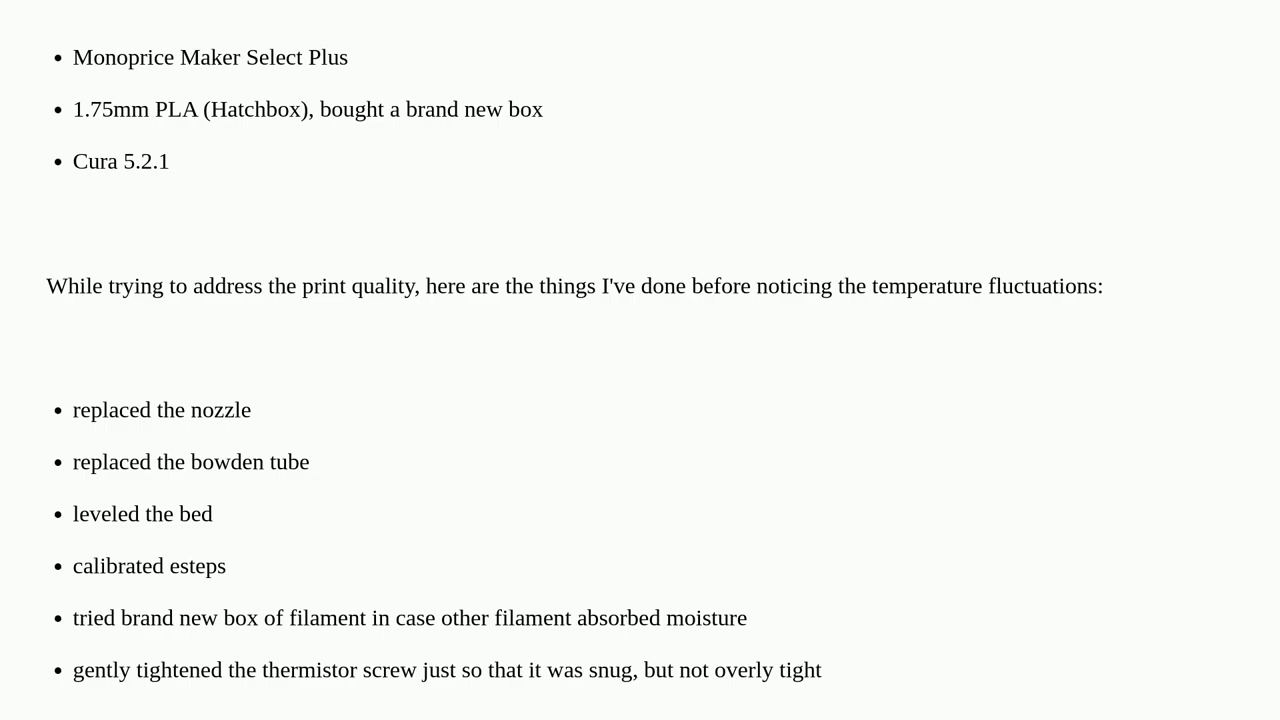 Monoprice Maker Select Plus
1.75mm PLA (Hatchbox), bought a brand new box
Cura 5.2.1
While trying to address the print quality, here are the things I've done before noticing the temperature fluctuations:
replaced the nozzle
replaced the bowden tube
leveled the bed
calibrated esteps
tried brand new box of filament in case other filament absorbed moisture
gently tightened the thermistor screw just so that it was snug, but not overly tight